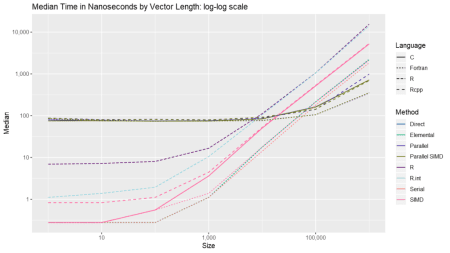 Median Time in Nanoseconds by Vector Length: log-log scale
10,000
1,000
100
10
1
Median
10
1,000
100,000
Size
Language
C
Fortran
R
Rcpp
Method
Direct
Elemental
Parallel
Parallel SIMD
R
R.int
Serial
SIMD